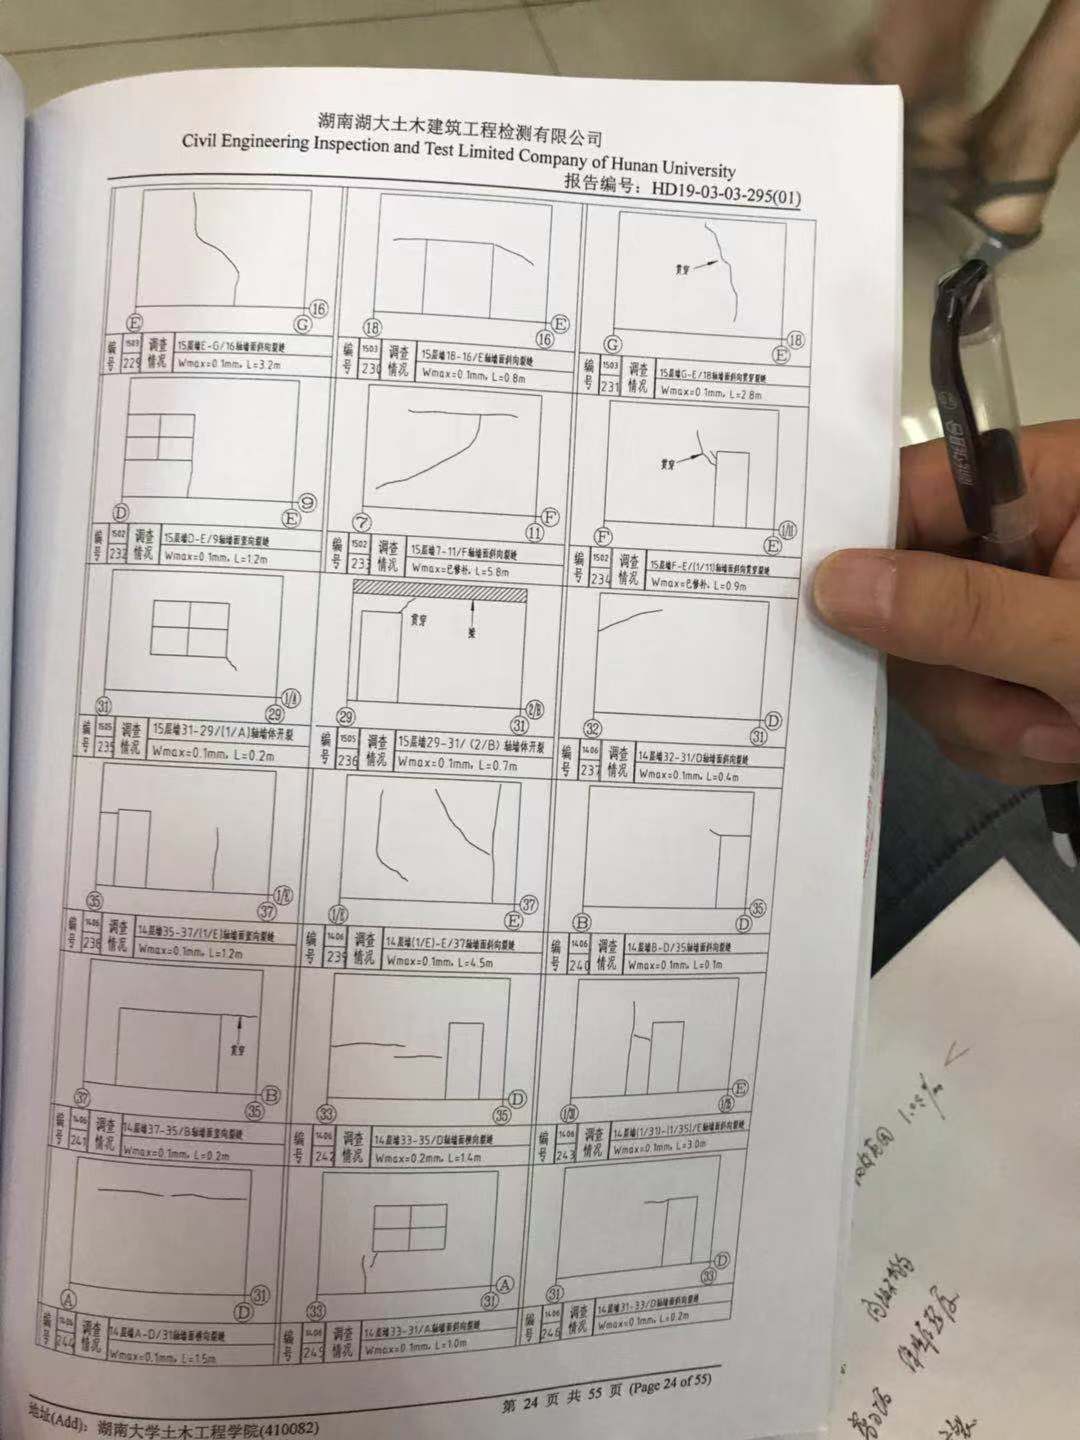 湖南湖大土木建筑工程检测有限公司
Civil Engineering Inspection and Test Limited Company of Hunan University
报告编号：HD19-03-03-295(01)
E G 16
编号 1503 229 调查情况 15层墙E-G/16轴墙面斜向裂缝
Wmax=0.1mm, L=3.2m
18 16 E
编号 1503 230 调查情况 15层墙18-16/E轴墙面斜向裂缝
Wmax=0.1mm, L=0.8m
贯穿
G E 18
编号 1503 231 调查情况 15层墙G-E/18轴墙面斜向贯穿裂缝
Wmax=0.1mm, L=2.8m
D E 9
编号 1502 232 调查情况 15层墙D-E/9轴墙面竖向裂缝
Wmax=0.1mm, L=1.2m
7 11 F
编号 1502 233 调查情况 15层墙7-11/F轴墙面斜向裂缝
Wmax=已修补, L=5.8m
贯穿
F E 1/11
编号 1502 234 调查情况 15层墙F-E/(1/11)轴墙面斜向贯穿裂缝
Wmax=已修补, L=0.9m
31 29 1/A
编号 1505 235 调查情况 15层墙31-29/(1/A)轴墙体开裂
Wmax=0.1mm, L=0.2m
贯穿 梁
29 31 2/B
编号 1505 236 调查情况 15层墙29-31/（2/B）轴墙体开裂
Wmax=0.1mm, L=0.7m
32 31 D
编号 1406 237 调查情况 14层墙32-31/D轴墙面斜向裂缝
Wmax=0.1mm, L=0.4m
35 37 1/E
编号 1406 238 调查情况 14层墙35-37/(1/E)轴墙面竖向裂缝
Wmax=0.1mm, L=1.2m
1/E E 37
编号 1406 239 调查情况 14层墙(1/E)-E/37轴墙面斜向裂缝
Wmax=0.1mm, L=4.5m
B D 35
编号 1406 240 调查情况 14层墙B-D/35轴墙面斜向裂缝
Wmax=0.1mm, L=0.1m
贯穿
37 35 B
编号 1406 241 调查情况 14层墙37-35/B轴墙面竖向裂缝
Wmax=0.1mm, L=0.2m
33 35 D
编号 1406 242 调查情况 14层墙33-35/D轴墙面横向裂缝
Wmax=0.2mm, L=1.4m
1/31 1/35 E
编号 1406 243 调查情况 14层墙(1/31)-(1/35)/E轴墙面斜向裂缝
Wmax=0.1mm, L=3.0m
A D 31
编号 1406 244 调查情况 14层墙A-D/31轴墙面横向裂缝
Wmax=0.1mm, L=1.5m
33 31 A
编号 1406 245 调查情况 14层墙33-31/A轴墙面斜向裂缝
Wmax=0.1mm, L=1.0m
31 33 D
编号 1406 246 调查情况 14层墙31-33/D轴墙面斜向裂缝
Wmax=0.1mm, L=0.2m
第 24 页 共 55 页 (Page 24 of 55)
地址(Add)：湖南大学土木工程学院(410082)